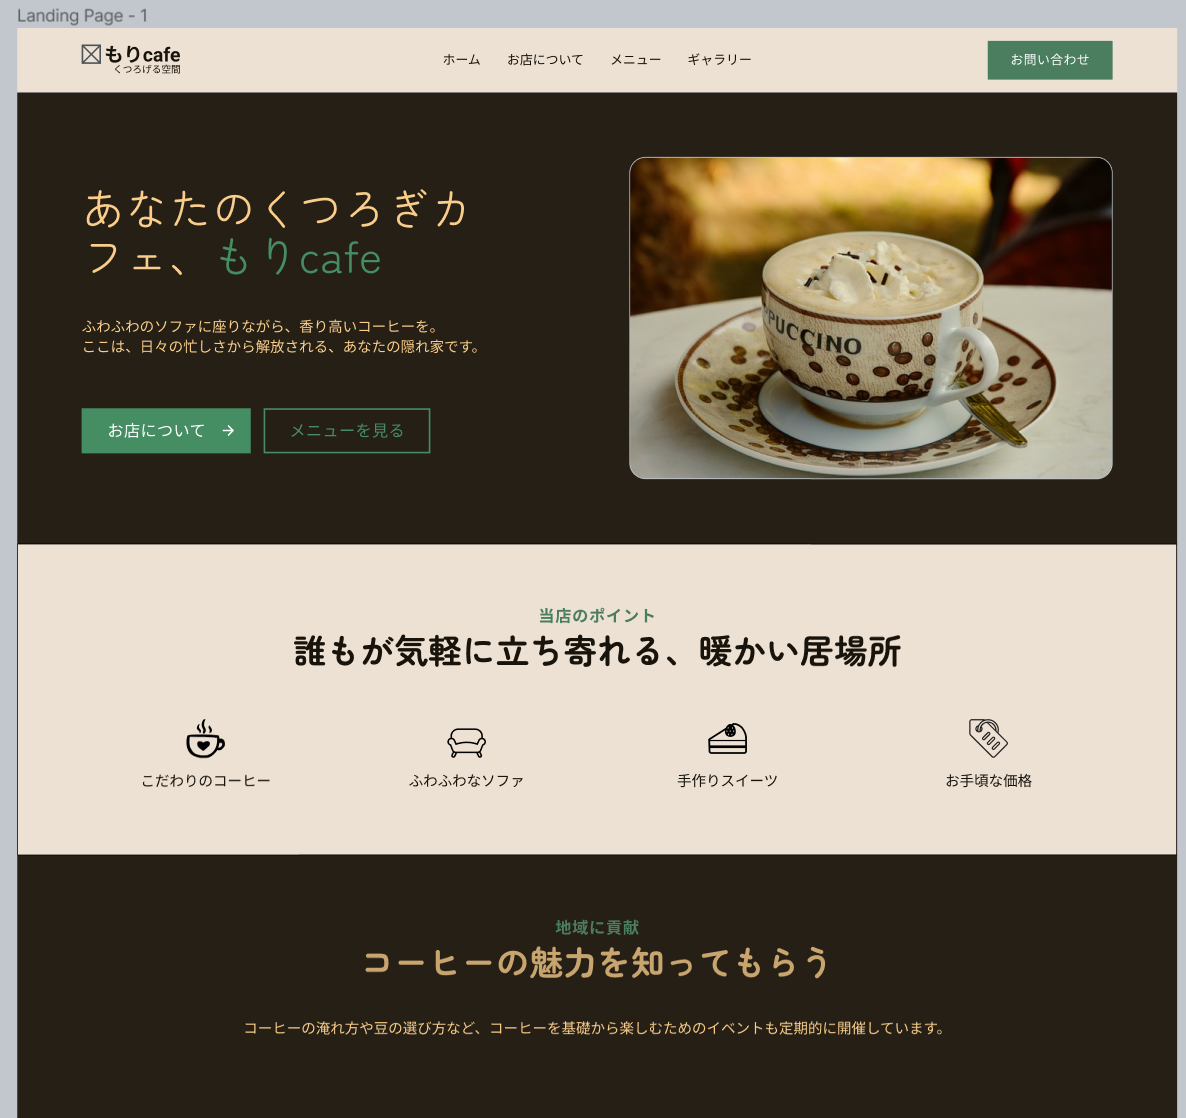 Landing Page - 1
もりcafe
くつろげる空間
ホーム
お店について
メニュー
ギャラリー
お問い合わせ
あなたのくつろぎカ
フェ、もりcafe
ふわふわのソファに座りながら、香り高いコーヒーを。
ここは、日々の忙しさから解放される、あなたの隠れ家です。
お店について →
メニューを見る
PPUCCINO
当店のポイント
誰もが気軽に立ち寄れる、暖かい居場所
こだわりのコーヒー
ふわふわなソファ
手作りスイーツ
お手頃な価格
地域に貢献
コーヒーの魅力を知ってもらう
コーヒーの淹れ方や豆の選び方など、コーヒーを基礎から楽しむためのイベントも定期的に開催しています。